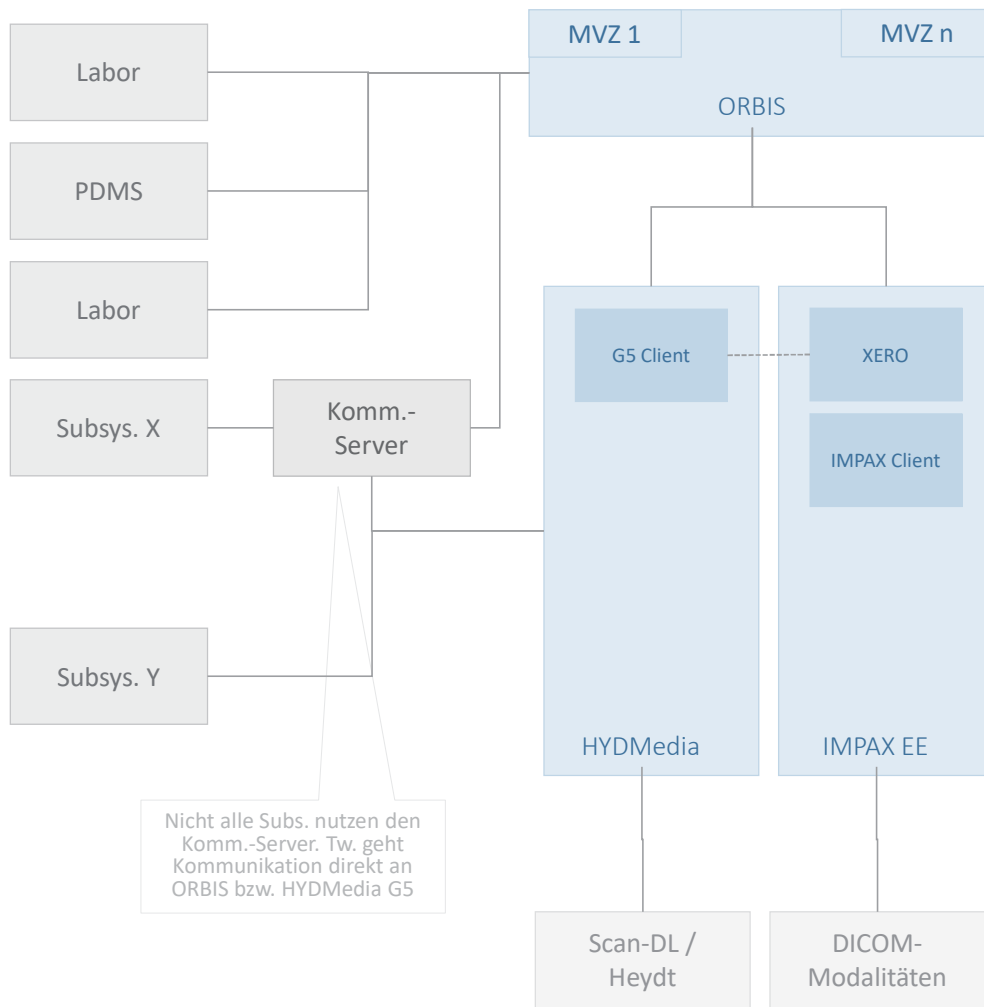 MVZ 1
MVZ n
ORBIS
Labor
PDMS
Labor
Subsys. X
Komm.-
Server
Subsys. Y
G5 Client
XERO
IMPAX Client
HYDMedia
IMPAX EE
Nicht alle Subs. nutzen den
Komm.-Server. Tw. geht
Kommunikation direkt an
ORBIS bzw. HYDMedia G5
Scan-DL /
Heydt
DICOM-
Modalitäten